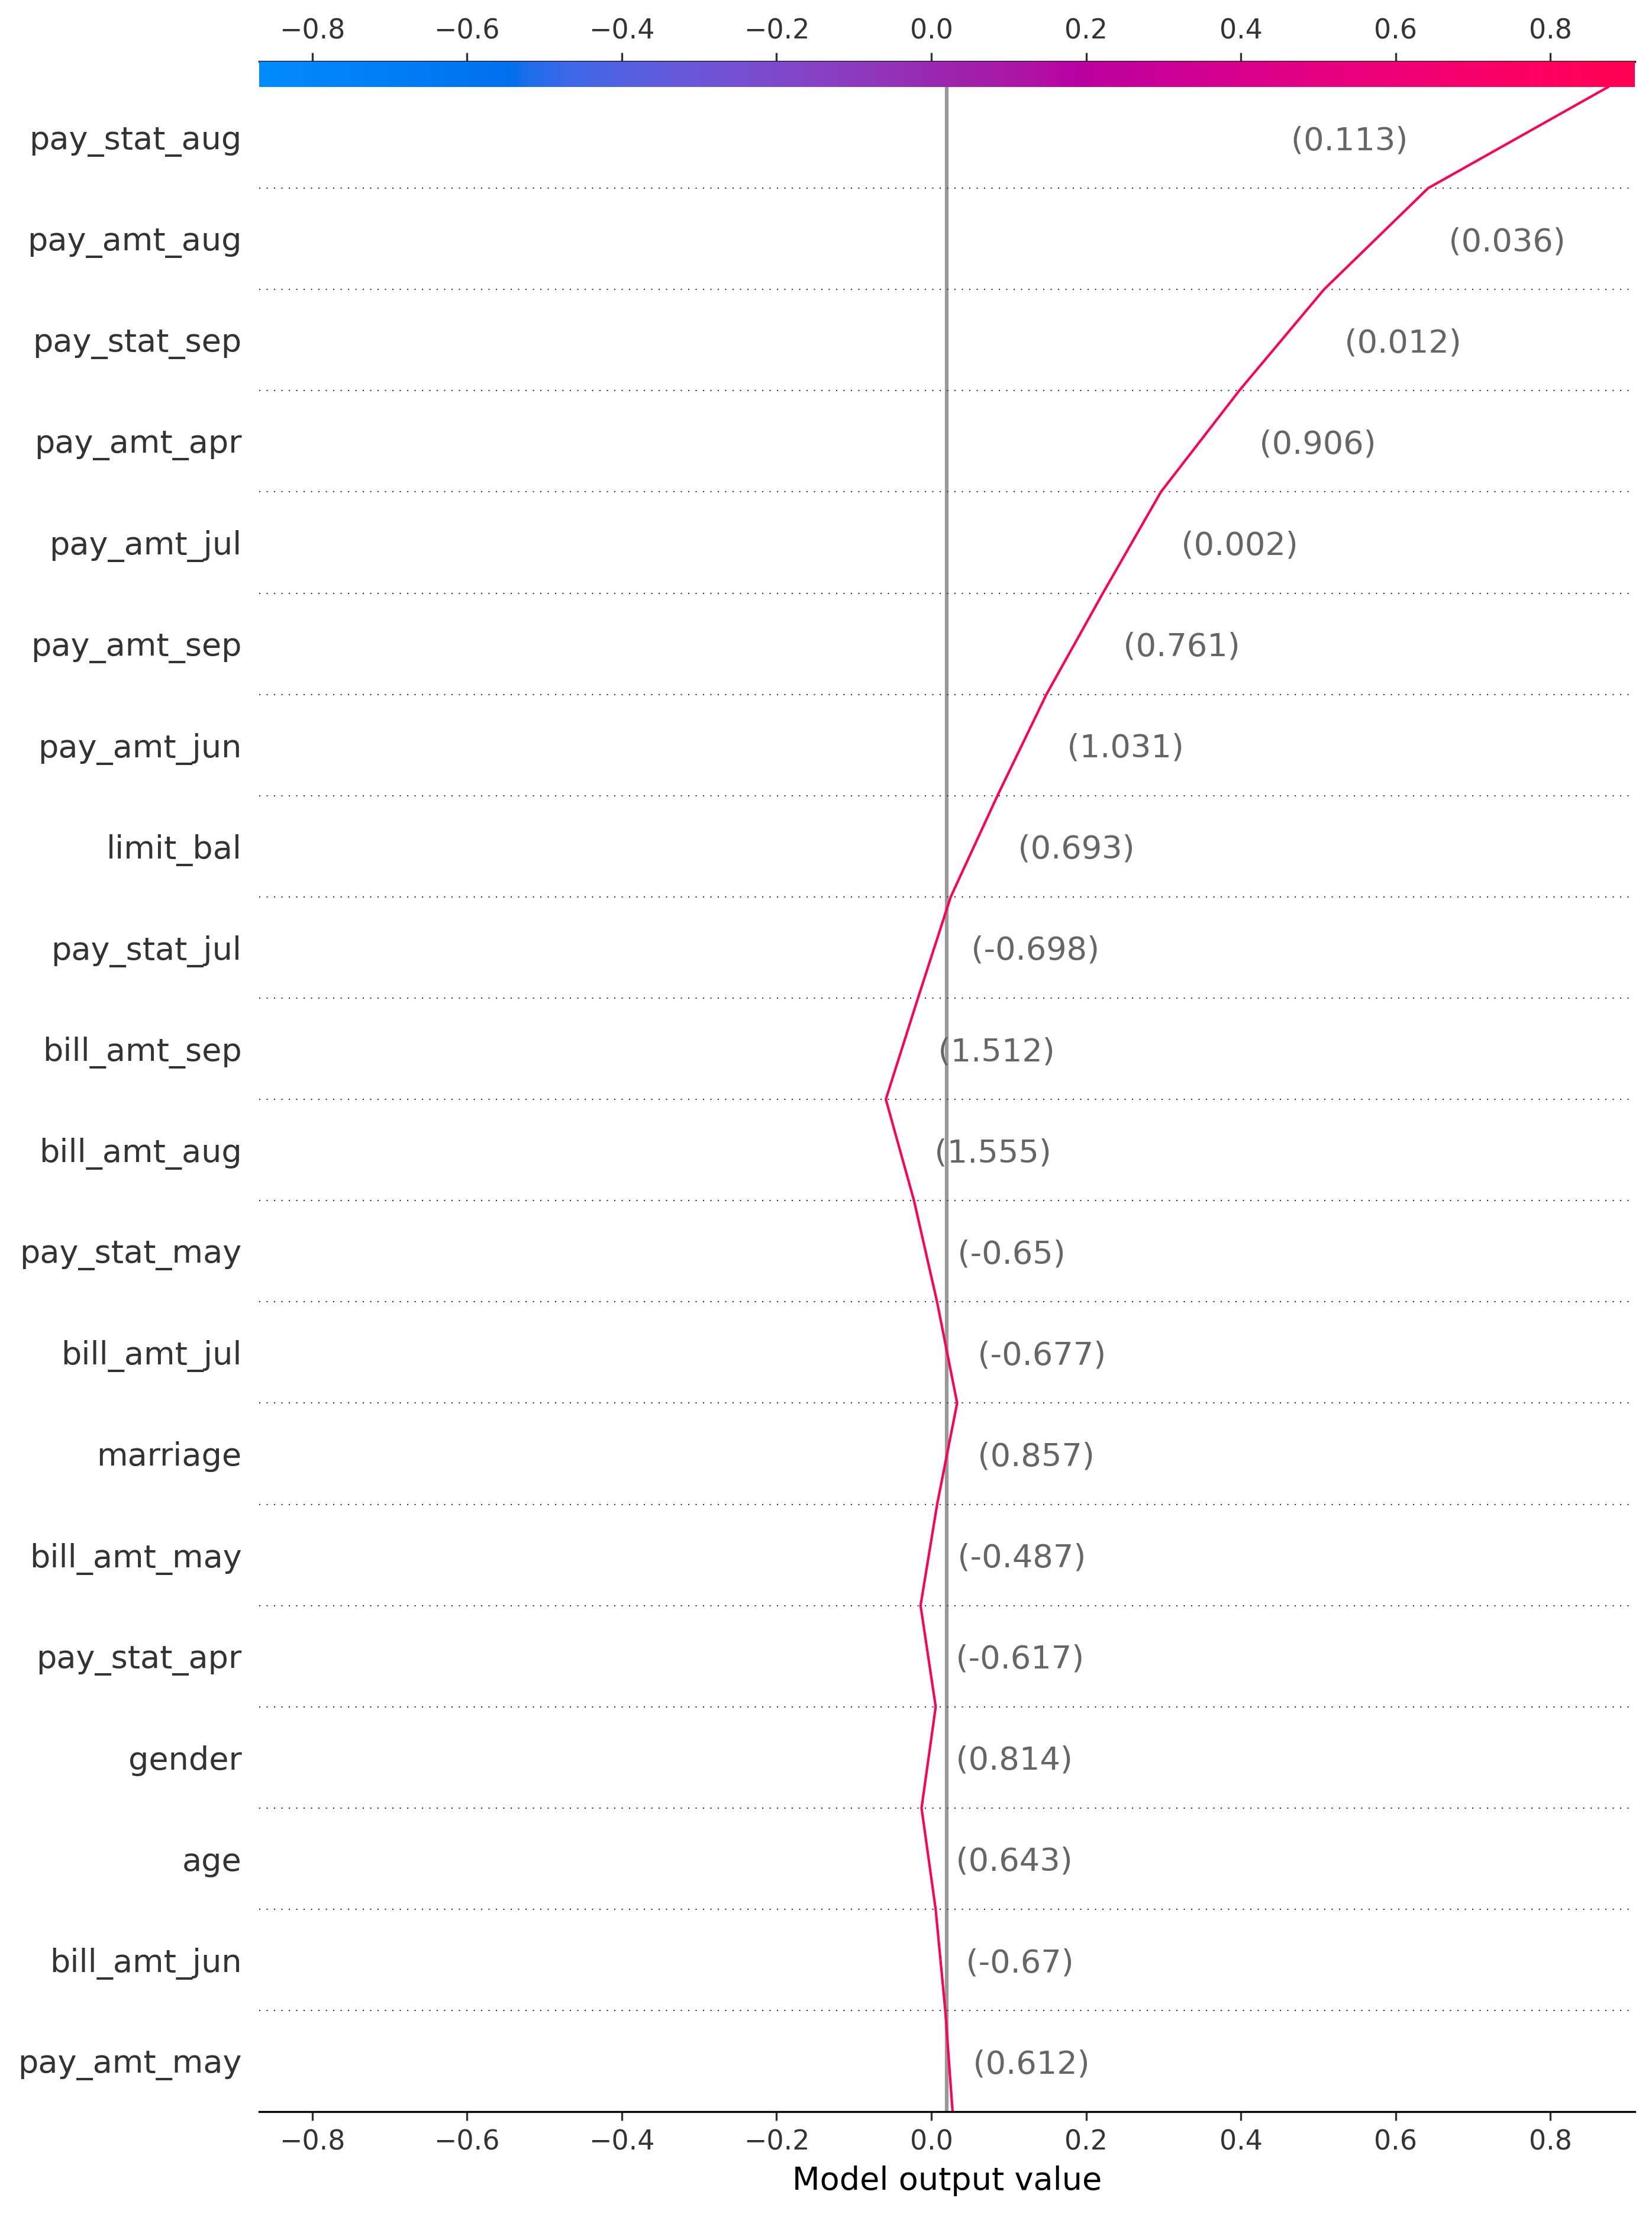 −0.8 −0.6 −0.4 −0.2 0.0 0.2 0.4 0.6 0.8
pay_stat_aug (0.113)
pay_amt_aug (0.036)
pay_stat_sep (0.012)
pay_amt_apr (0.906)
pay_amt_jul (0.002)
pay_amt_sep (0.761)
pay_amt_jun (1.031)
limit_bal (0.693)
pay_stat_jul (-0.698)
bill_amt_sep (1.512)
bill_amt_aug (1.555)
pay_stat_may (-0.65)
bill_amt_jul (-0.677)
marriage (0.857)
bill_amt_may (-0.487)
pay_stat_apr (-0.617)
gender (0.814)
age (0.643)
bill_amt_jun (-0.67)
pay_amt_may (0.612)
−0.8 −0.6 −0.4 −0.2 0.0 0.2 0.4 0.6 0.8
Model output value